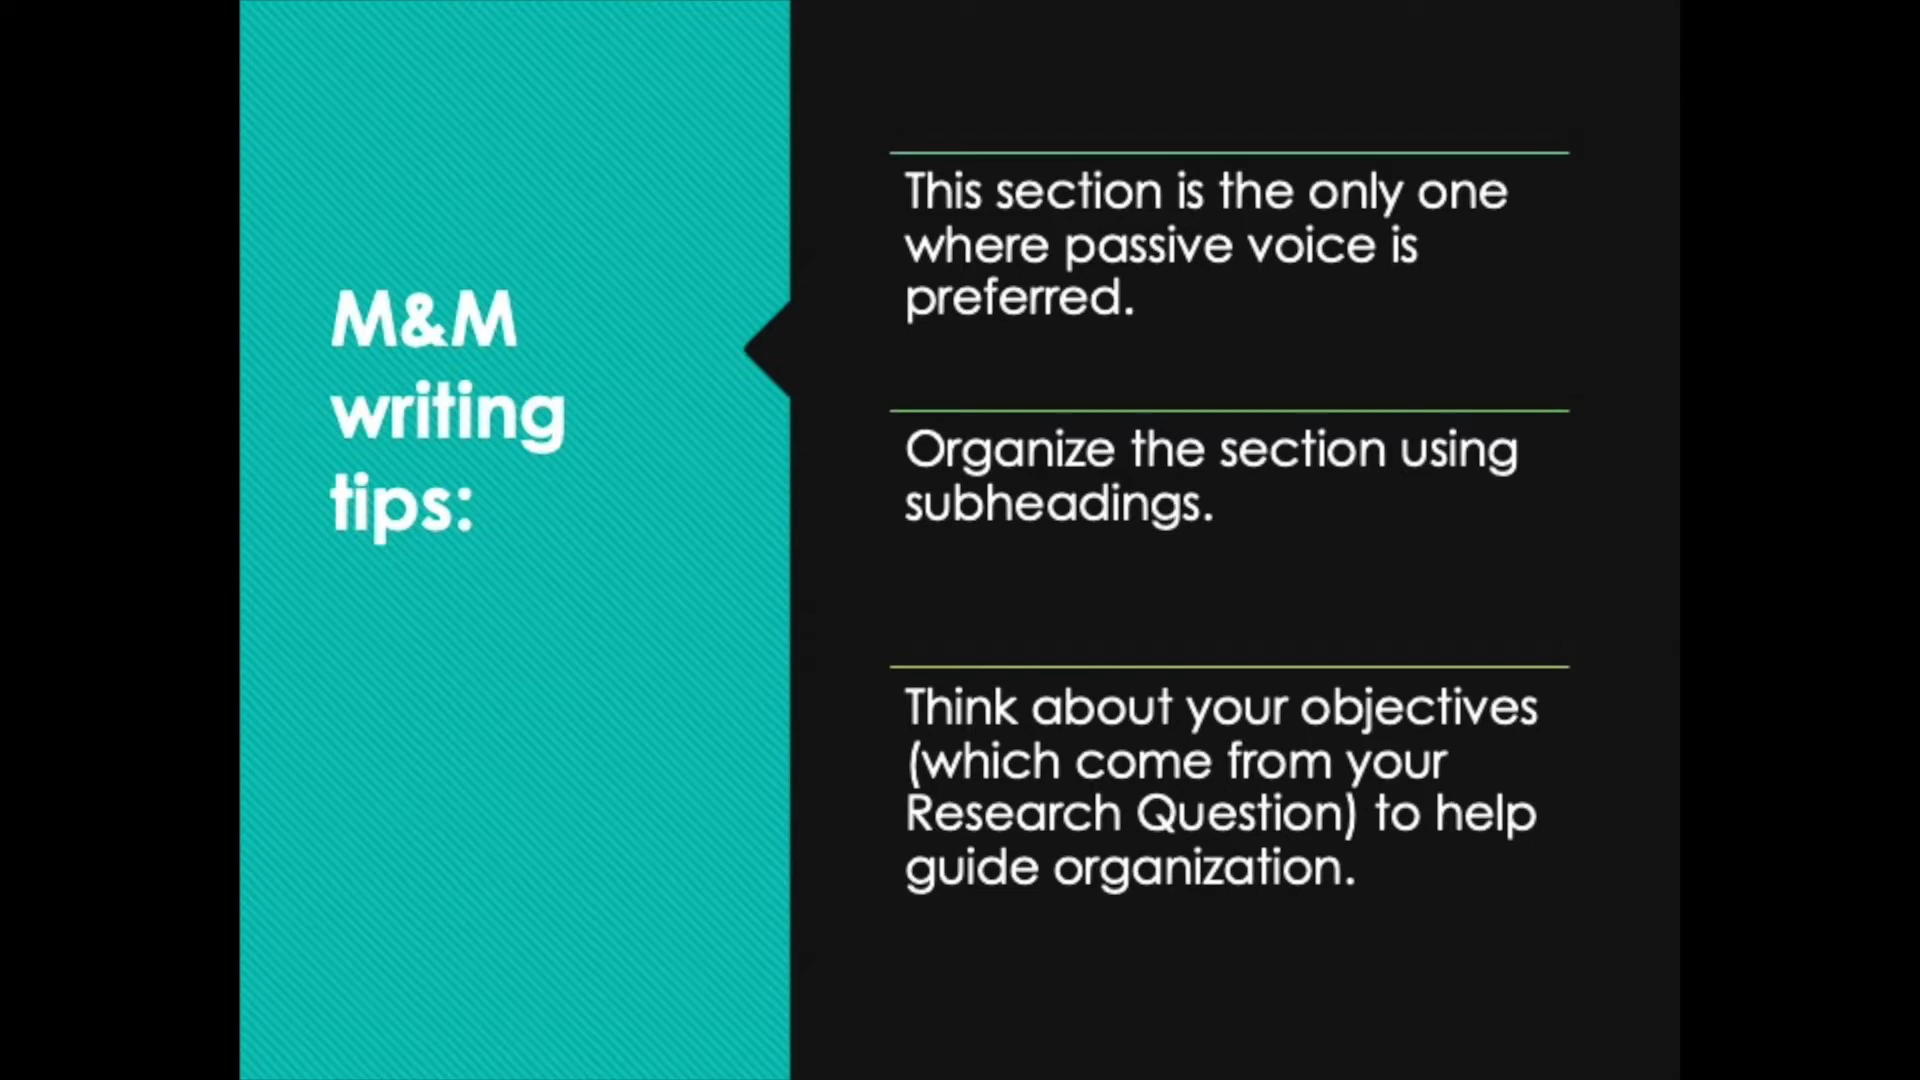 M&M
writing
tips:
This section is the only one
where passive voice is
preferred.
Organize the section using
subheadings.
Think about your objectives
(which come from your
Research Question) to help
guide organization.